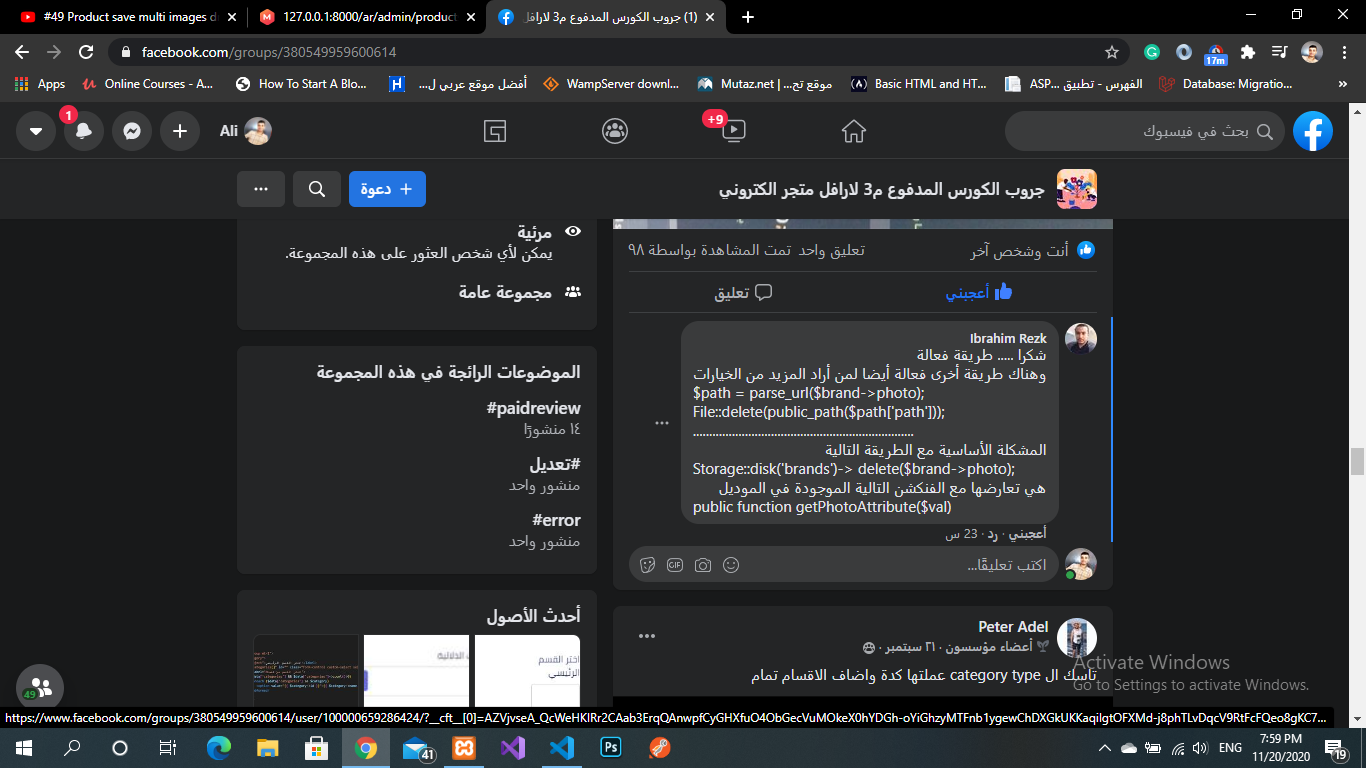 #49 Product save multi images d
127.0.0.1:8000/ar/admin/product
(1) جروب الكورس المدفوع م3 لارافل
facebook.com/groups/380549959600614
17m
Apps
Online Courses - A...
How To Start A Blo...
أفضل موقع عربي ل...
WampServer downl...
Mutaz.net | موقع تح...
Basic HTML and HT...
الفهرس - تطبيق ASP...
Database: Migratio...
»
بحث في فيسبوك
+9
Ali
1
جروب الكورس المدفوع م3 لارافل متجر الكتروني
+ دعوة
أنت وشخص آخر
تعليق واحد تمت المشاهدة بواسطة ٩٨
أعجبني
تعليق
Ibrahim Rezk
شكرا ..... طريقة فعالة
وهناك طريقة أخرى فعالة أيضا لمن أراد المزيد من الخيارات
$path = parse_url($brand->photo);
File::delete(public_path($path['path']));
....................................................................
المشكلة الأساسية مع الطريقة التالية
Storage::disk('brands')-> delete($brand->photo);
هي تعارضها مع الفنكشن التالية الموجودة في الموديل
public function getPhotoAttribute($val)
أعجبني · رد · 23 س
اكتب تعليقًا...
GIF
Peter Adel
أعضاء مؤسسون · ٢١ سبتمبر ·
تاسك ال category type عملتها كدة واضاف الاقسام تمام
مرئية
يمكن لأي شخص العثور على هذه المجموعة.
مجموعة عامة
الموضوعات الرائجة في هذه المجموعة
#paidreview
١٤ منشورًا
#تعديل
منشور واحد
#error
منشور واحد
أحدث الأصول
اختر القسم
الرئيسي
49
Activate Windows
Go to Settings to activate Windows.
https://www.facebook.com/groups/380549959600614/user/100000659286424/?__cft__[0]=
41
Ps
ENG
7:59 PM
11/20/2020
19